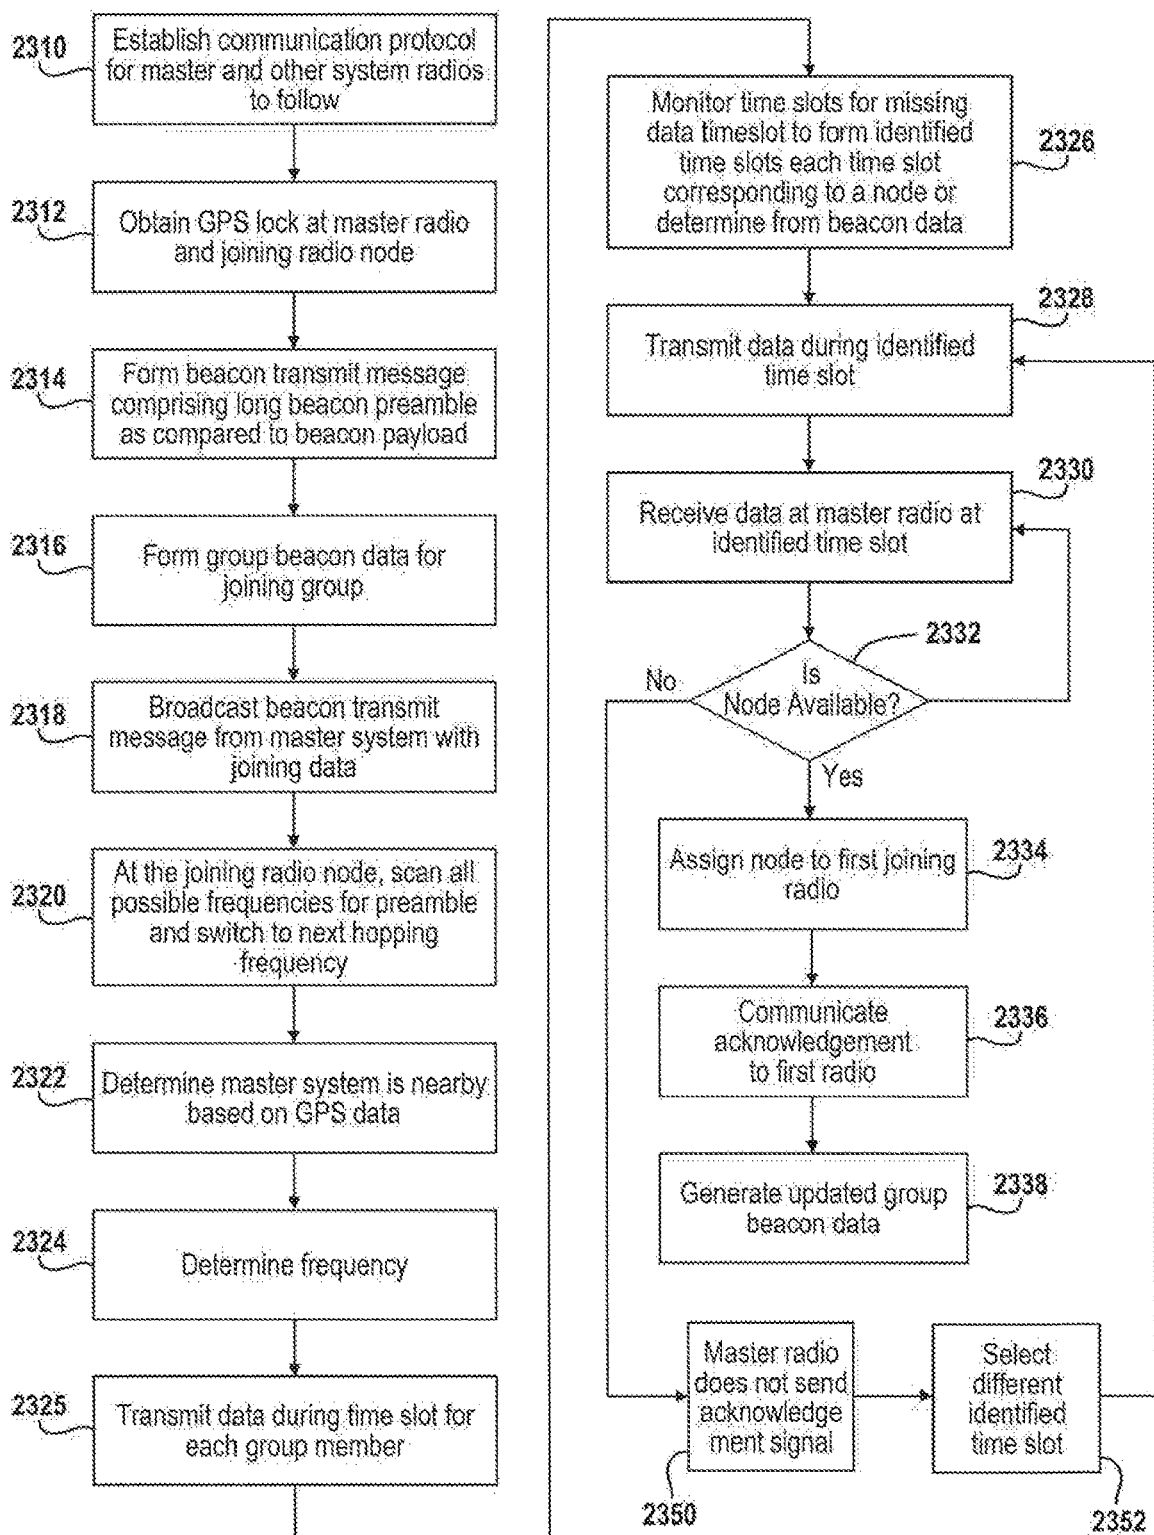 2310
Establish communication protocol
for master and other system radios
to follow
2312
Obtain GPS lock at master radio
and joining radio node
2314
Form beacon transmit message
comprising long beacon preamble
as compared to beacon payload
2316
Form group beacon data for
joining group
2318
Broadcast beacon transmit
message from master system with
joining data
2320
At the joining radio node, scan all
possible frequencies for preamble
and switch to next hopping
frequency
2322
Determine master system is nearby
based on GPS data
2324
Determine frequency
2325
Transmit data during time slot for
each group member
Monitor time slots for missing
data timeslot to form identified
time slots each time slot
corresponding to a node or
determine from beacon data
2326
Transmit data during identified
time slot
2328
Receive data at master radio at
identified time slot
2330
Is
Node Available?
2332
No
Yes
Assign node to first joining
radio
2334
Communicate
acknowledgement
to first radio
2336
Generate updated group
beacon data
2338
Master radio
does not send
acknowledge
ment signal
2350
Select
different
identified
time slot
2352